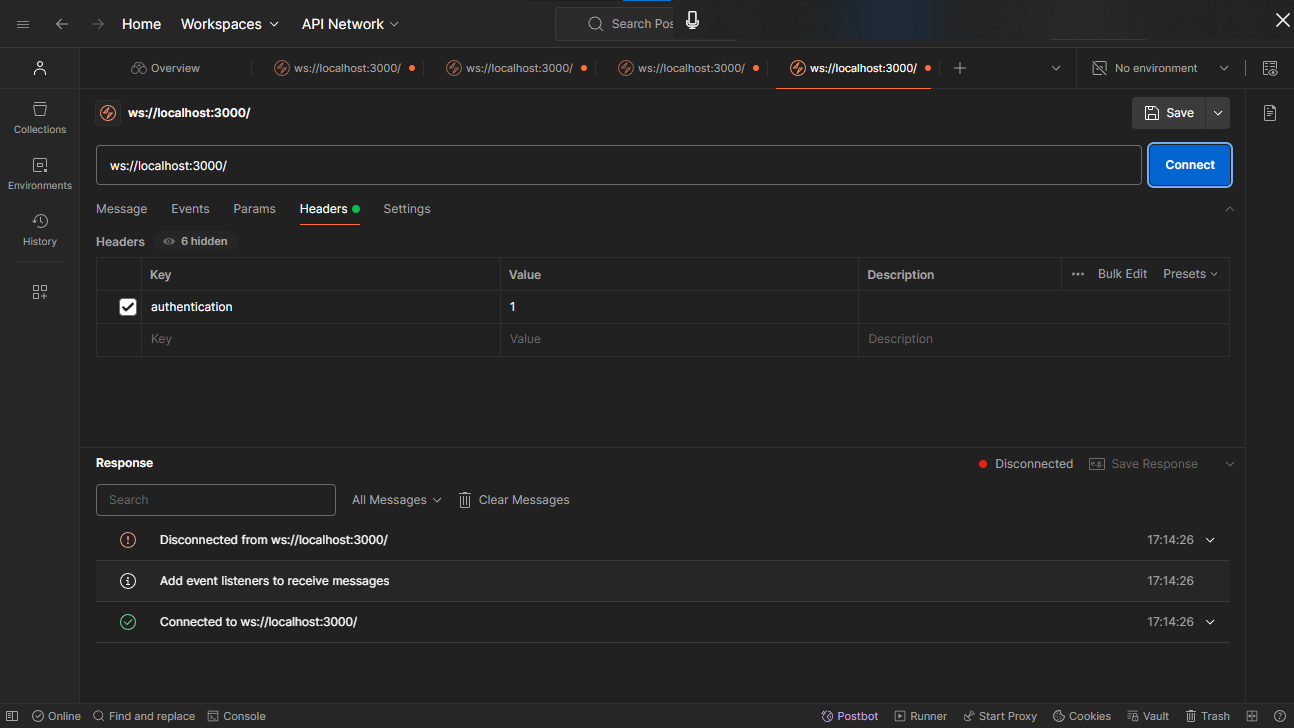 Home Workspaces API Network Search Pos
Overview ws://localhost:3000/ ws://localhost:3000/ ws://localhost:3000/ ws://localhost:3000/ No environment
ws://localhost:3000/ Save
Collections
ws://localhost:3000/ Connect
Environments
Message Events Params Headers Settings
History
Headers 6 hidden
Key Value Description Bulk Edit Presets
authentication 1
Key Value Description
Response Disconnected e.g. Save Response
Search All Messages Clear Messages
Disconnected from ws://localhost:3000/ 17:14:26
Add event listeners to receive messages 17:14:26
Connected to ws://localhost:3000/ 17:14:26
Online Find and replace Console Postbot Runner Start Proxy Cookies Vault Trash